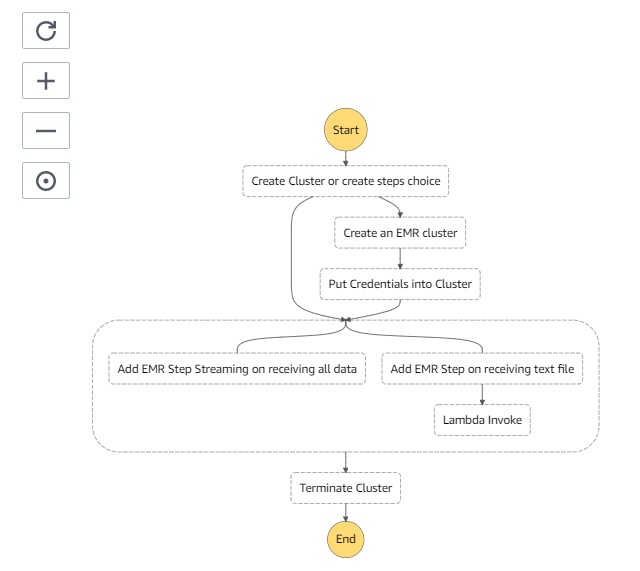 Start
Create Cluster or create steps choice
Create an EMR cluster
Put Credentials into Cluster
Add EMR Step Streaming on receiving all data
Add EMR Step on receiving text file
Lambda Invoke
Terminate Cluster
End